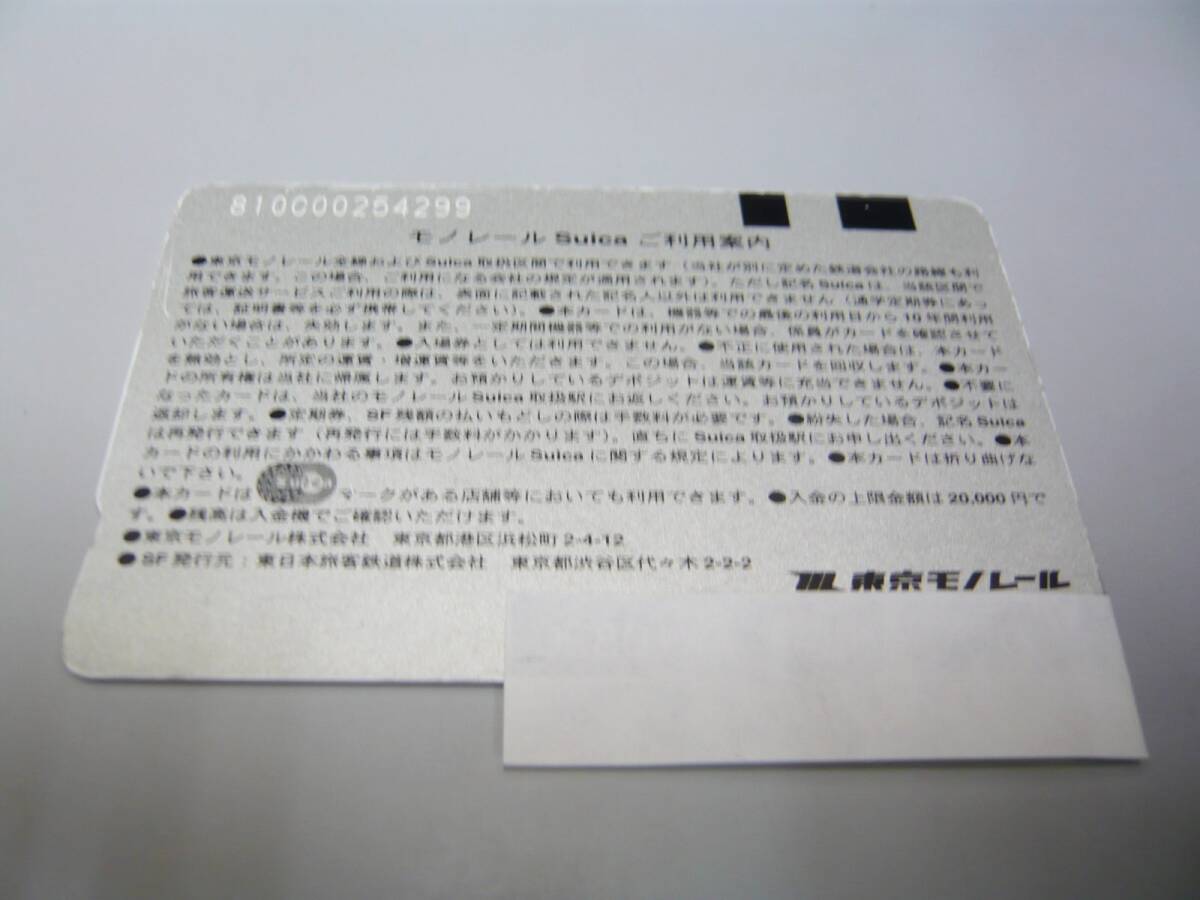 810000254299
モノレール Suica ご利用案内
●東京モノレール全線およびSuica取扱区間で利用できます（当社が別に定めた鉄道会社の路線も利
用できます。この場合、ご利用になる会社の規定が適用されます）。ただし記名Suicaは、当該区間で
旅客運送サービスご利用の際は、表面に記載された記名人以外は利用できません（通学定期券にあっ
ては、証明書等を必ず携帯してください）。●本カードは、機器等での最後の利用日から10年間利用
がない場合は、失効します。また、一定期間機器等での利用がない場合、係員がカードを確認させて
いただくことがあります。●入場券としては利用できません。●不正に使用された場合は、本カード
を無効とし、所定の運賃・増運賃等をいただきます。この場合、当該カードを回収します。●本カー
ドの所有権は当社に帰属します。お預かりしているデポジットは運賃等に充当できません。●不要に
なったカードは、当社のモノレールSuica取扱駅にお返しください。お預かりしているデポジットは
返却します。●定期券、SF残額の払いもどしの際は手数料が必要です。●紛失した場合、記名Suica
は再発行できます（再発行には手数料がかかります）。直ちにSuica取扱駅にお申し出ください。●本
カードの利用にかかわる事項はモノレールSuicaに関する規定によります。●本カードは折り曲げな
いで下さい。
●本カードは マークがある店舗等においても利用できます。●入金の上限金額は20,000円で
す。●残高は入金機でご確認いただけます。
●東京モノレール株式会社　東京都港区浜松町2-4-12
●SF発行元：東日本旅客鉄道株式会社　東京都渋谷区代々木2-2-2
東京モノレール